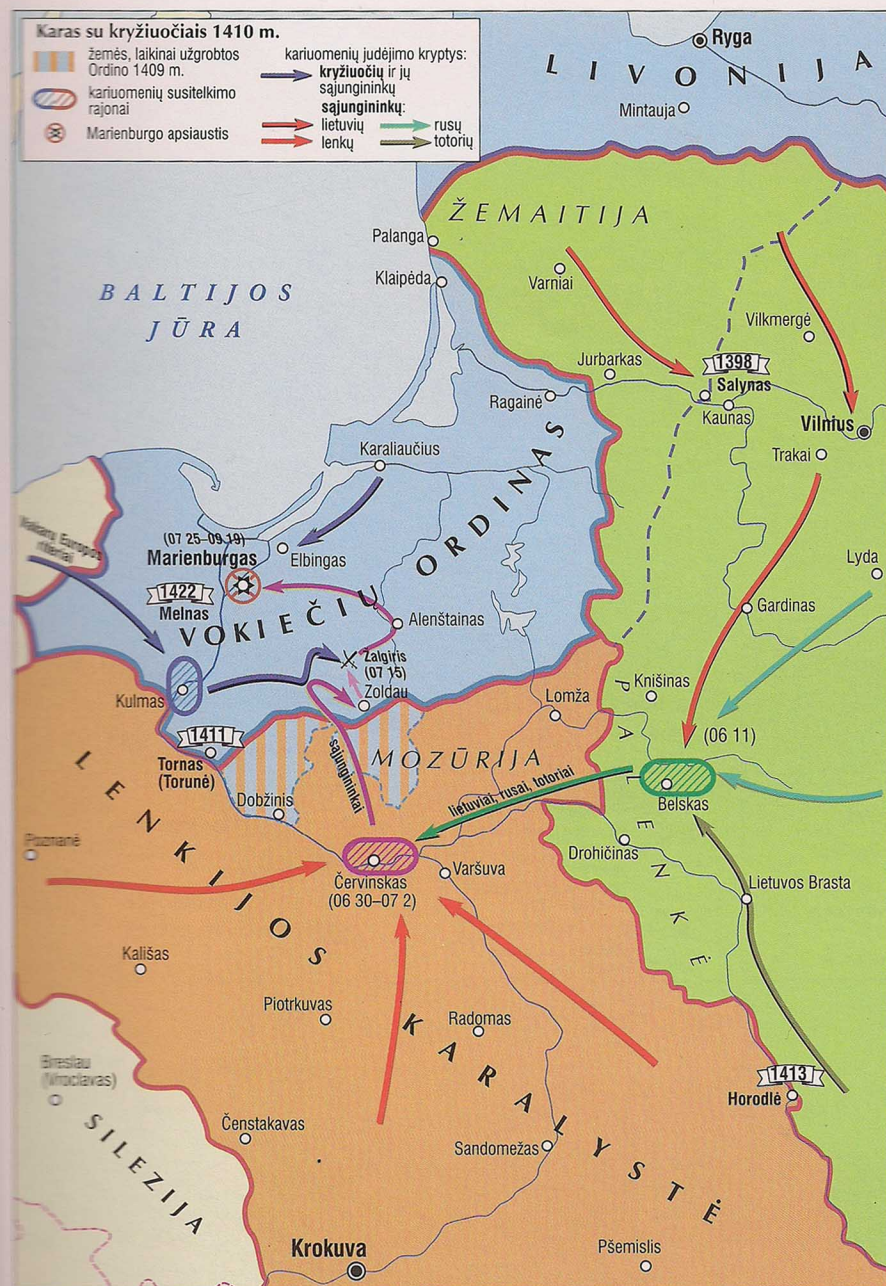 Karas su kryžiuočiais 1410 m.
žemės, laikinai užgrobtos
Ordino 1409 m.
kariuomenių susitelkimo
rajonai
Marienburgo apsiaustis
kariuomenių judėjimo kryptys:
kryžiuočių ir jų
sąjungininkų
sąjungininkų:
lietuvių
lenkų
rusų
totorių
Ryga
LIVONIJA
Mintauja
ŽEMAITIJA
Palanga
Klaipėda
Varniai
BALTIJOS
JŪRA
Vilkmergė
Jurbarkas
1398
Salynas
Ragainė
Kaunas
Vilnius
Trakai
Karaliaučius
Vakarų Europos
riteriai
(07 25–09 19)
Marienburgas
Elbingas
Lyda
1422
Melnas
VOKIEČIŲ ORDINAS
Alenštainas
Gardinas
Žalgiris
(07 15)
Kulmas
Zoldau
Lomža
Knišinas
1411
Tornas
(Torunė)
MOZŪRIJA
(06 11)
sąjungininkai
lietuviai, rusai, totoriai
Belskas
Dobžinis
PALENKĖ
Drohičinas
Poznanė
Červinskas
(06 30–07 2)
Varšuva
Lietuvos Brasta
LENKIJOS
Kališas
Piotrkuvas
Radomas
KARALYSTĖ
Breslau
(Vroclavas)
1413
Horodlė
SILEZIJA
Čenstakavas
Sandomežas
Krokuva
Pšemislis